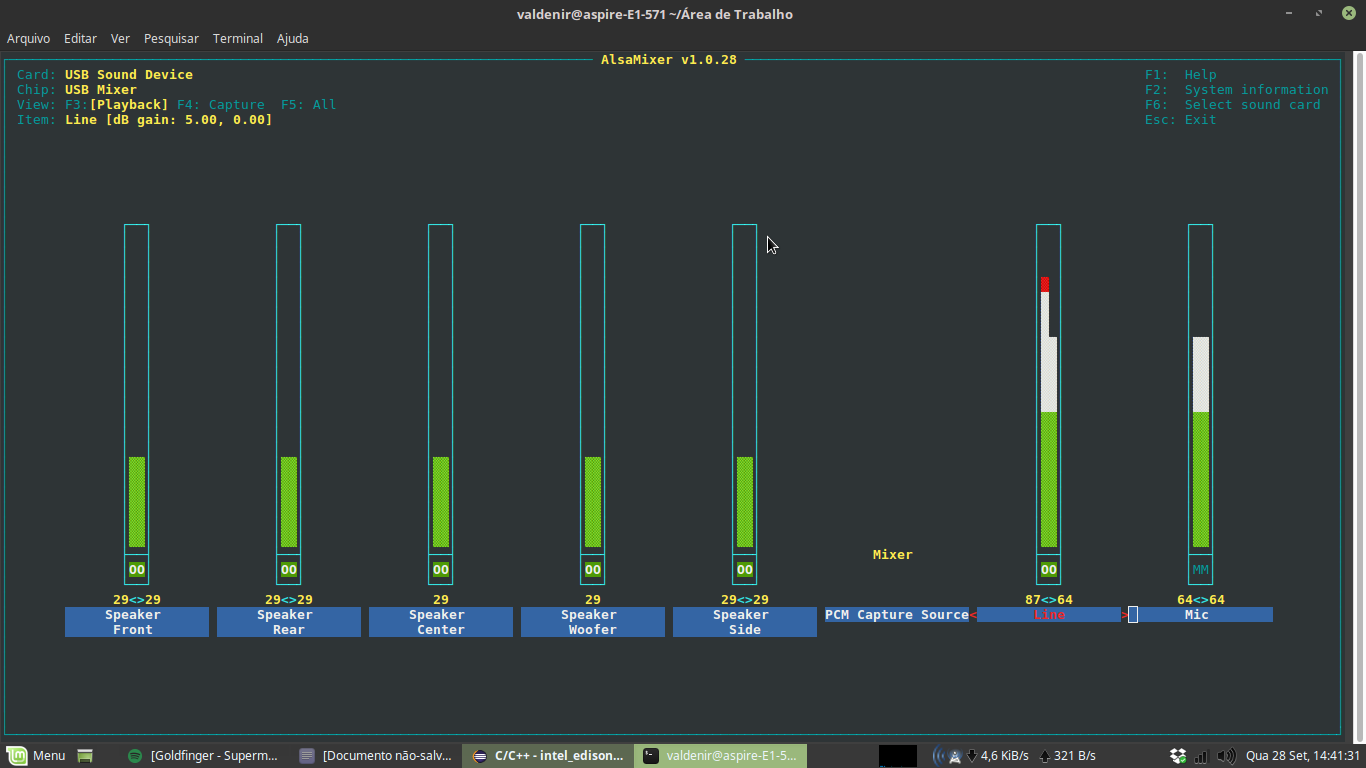 valdenir@aspire-E1-571 ~/Área de Trabalho
Arquivo Editar Ver Pesquisar Terminal Ajuda
AlsaMixer v1.0.28
Card: USB Sound Device F1: Help
Chip: USB Mixer F2: System information
View: F3:[Playback] F4: Capture F5: All F6: Select sound card
Item: Line [dB gain: 5.00, 0.00] Esc: Exit
Mixer
OO OO OO OO OO OO MM
29<>29 29<>29 29 29 29<>29 87<>64 64<>64
Speaker Speaker Speaker Speaker Speaker PCM Capture Source< Line > Mic
Front Rear Center Woofer Side
Menu [Goldfinger - Superm... [Documento não-salv... C/C++ - intel_edison... valdenir@aspire-E1-5... 4,6 KiB/s 321 B/s Qua 28 Set, 14:41:31